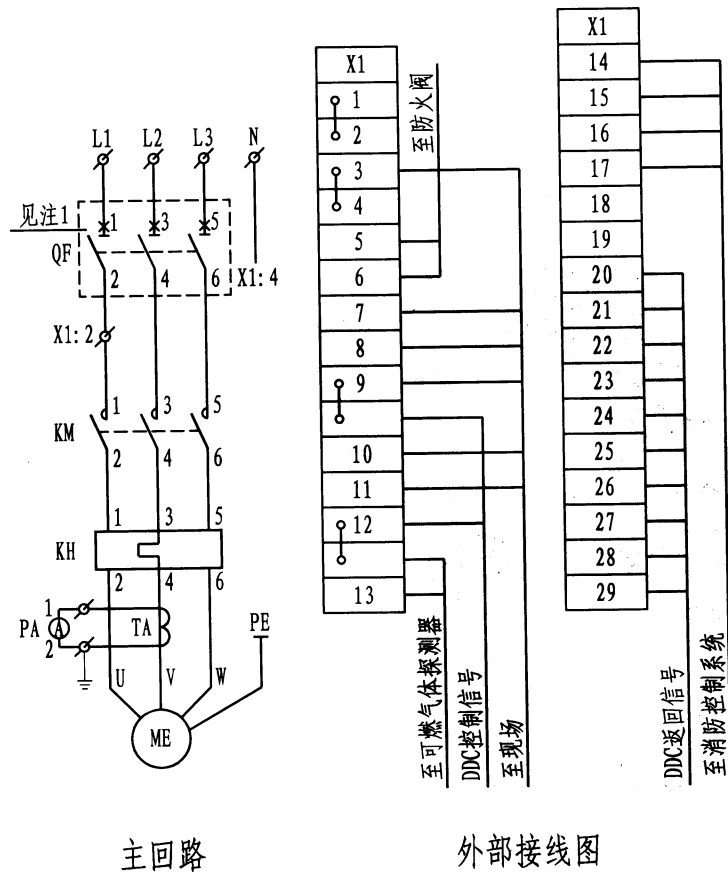 L1 L2 L3 N
见注1
1 3 5
QF
2 4 6 X1:4
X1:2
1 3 5
KM
2 4 6
1 3 5
KH
2 4 6
1
PA A TA PE
2
U V W
ME
主回路
X1
1
2
3
4
5
6
7
8
9
10
11
12
13
至防火阀
至可燃气体探测器
DDC控制信号
至现场
X1
14
15
16
17
18
19
20
21
22
23
24
25
26
27
28
29
DDC返回信号
至消防控制系统
外部接线图